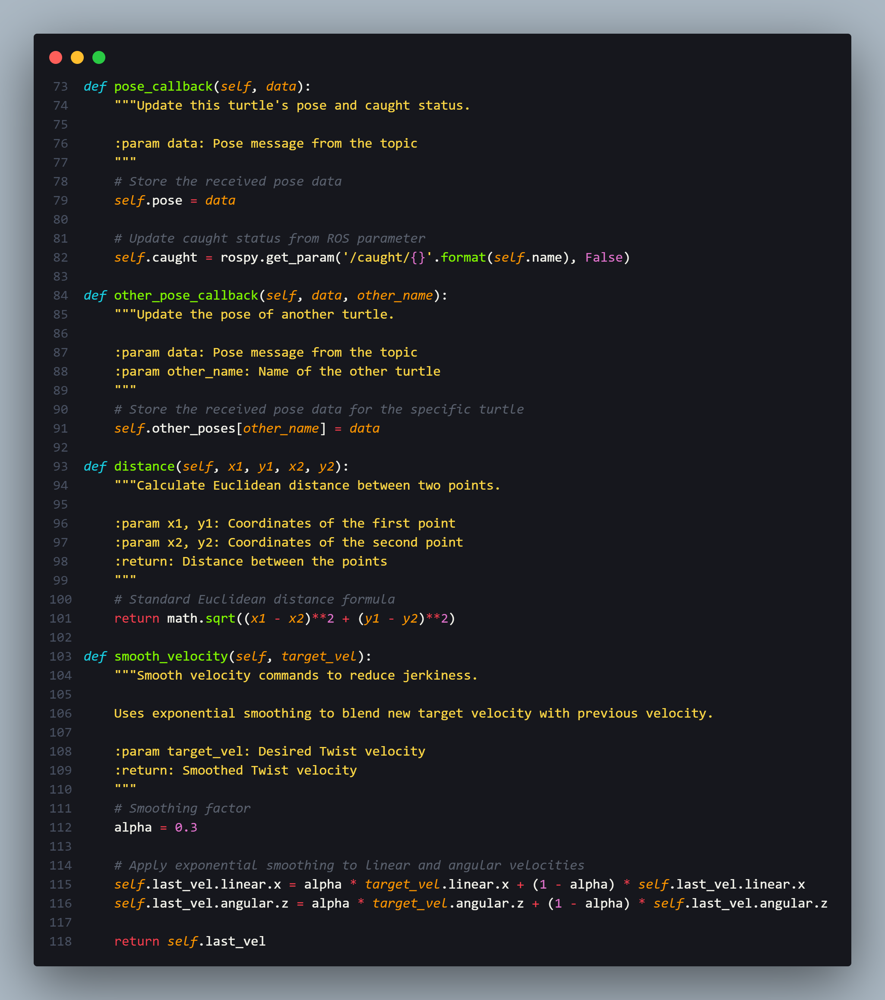 73 def pose_callback(self, data):
74     """Update this turtle's pose and caught status.
75
76     :param data: Pose message from the topic
77     """
78     # Store the received pose data
79     self.pose = data
80
81     # Update caught status from ROS parameter
82     self.caught = rospy.get_param('/caught/{}'.format(self.name), False)
83
84 def other_pose_callback(self, data, other_name):
85     """Update the pose of another turtle.
86
87     :param data: Pose message from the topic
88     :param other_name: Name of the other turtle
89     """
90     # Store the received pose data for the specific turtle
91     self.other_poses[other_name] = data
92
93 def distance(self, x1, y1, x2, y2):
94     """Calculate Euclidean distance between two points.
95
96     :param x1, y1: Coordinates of the first point
97     :param x2, y2: Coordinates of the second point
98     :return: Distance between the points
99     """
100     # Standard Euclidean distance formula
101     return math.sqrt((x1 - x2)**2 + (y1 - y2)**2)
102
103 def smooth_velocity(self, target_vel):
104     """Smooth velocity commands to reduce jerkiness.
105
106     Uses exponential smoothing to blend new target velocity with previous velocity.
107
108     :param target_vel: Desired Twist velocity
109     :return: Smoothed Twist velocity
110     """
111     # Smoothing factor
112     alpha = 0.3
113
114     # Apply exponential smoothing to linear and angular velocities
115     self.last_vel.linear.x = alpha * target_vel.linear.x + (1 - alpha) * self.last_vel.linear.x
116     self.last_vel.angular.z = alpha * target_vel.angular.z + (1 - alpha) * self.last_vel.angular.z
117
118     return self.last_vel